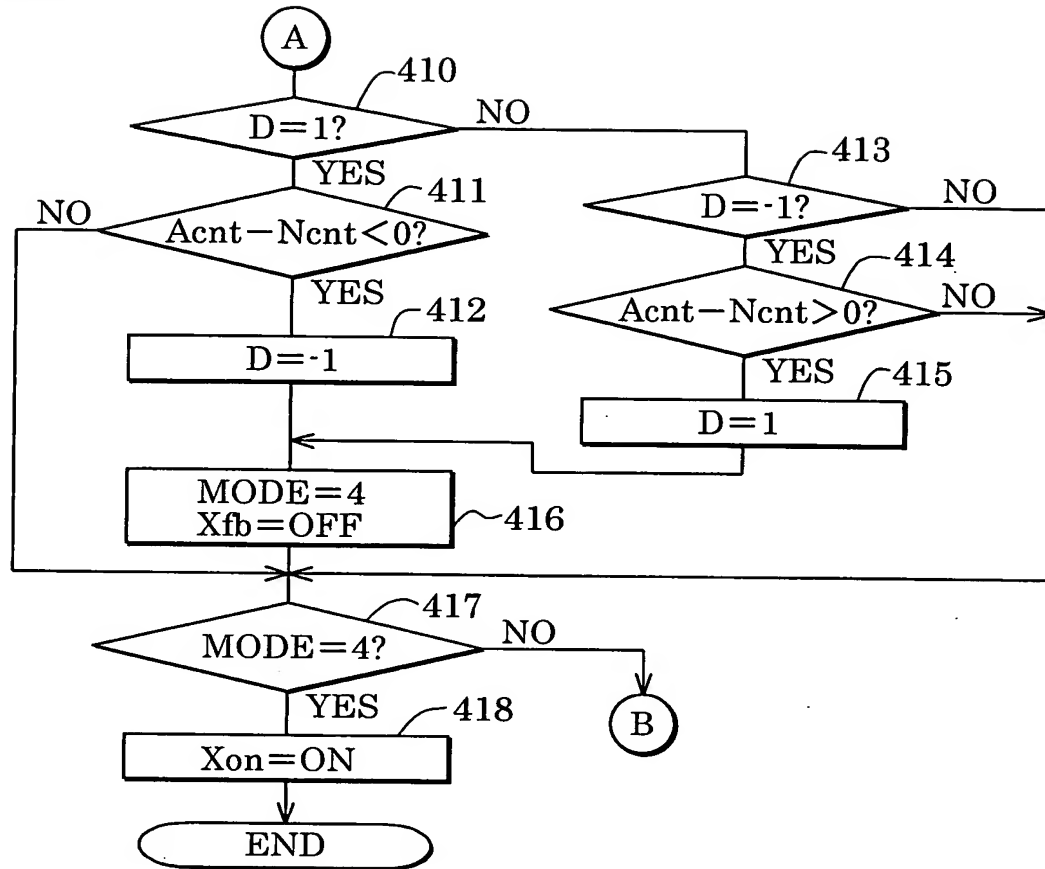 A
410
D=1?
NO
YES
413
411
D=-1?
NO
NO
Acnt−Ncnt<0?
YES
414
YES
Acnt−Ncnt>0?
NO
412
D=-1
YES
415
D=1
MODE=4
Xfb=OFF
416
417
MODE=4?
NO
YES
B
418
Xon=ON
END